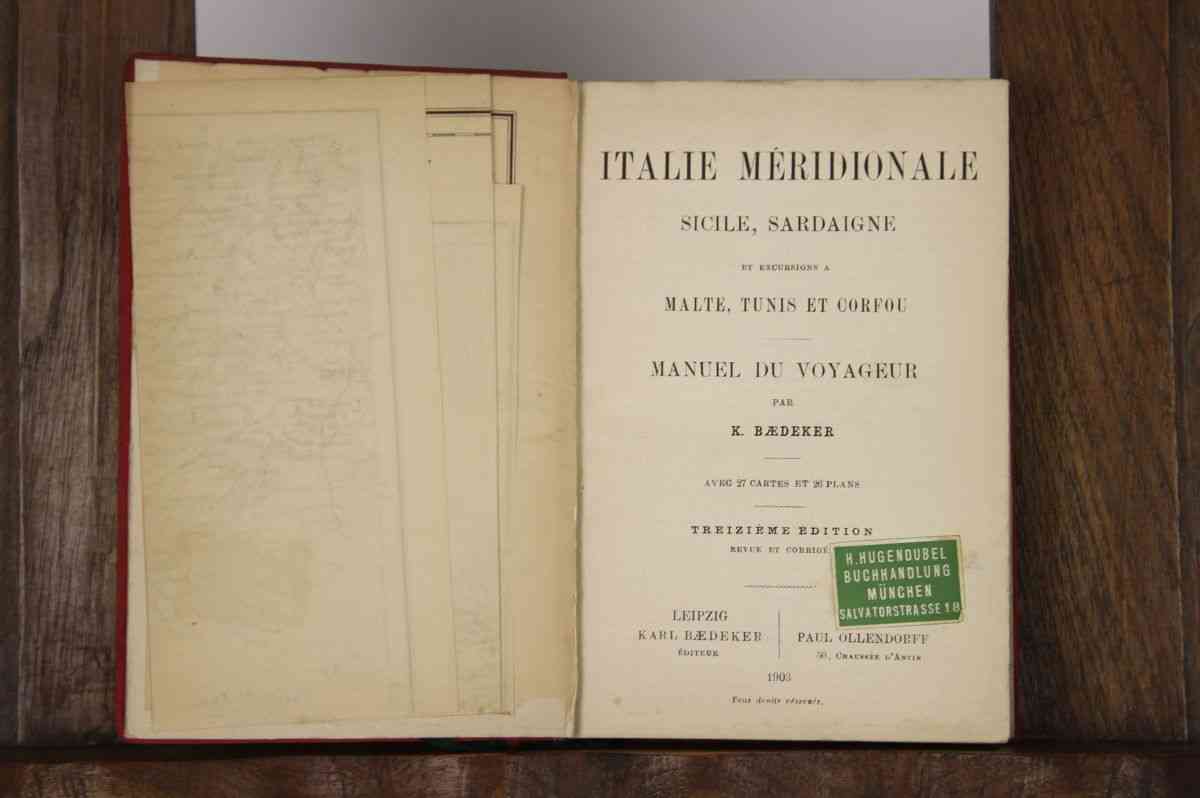 ITALIE MÉRIDIONALE
SICILE, SARDAIGNE
ET EXCURSIONS A
MALTE, TUNIS ET CORFOU
MANUEL DU VOYAGEUR
PAR
K. BÆDEKER
AVEC 27 CARTES ET 26 PLANS
TREIZIÈME ÉDITION
REVUE ET CORRIGÉ
H. HUGENDUBEL
BUCHHANDLUNG
MÜNCHEN
SALVATORSTRASSE 18
LEIPZIG
KARL BÆDEKER
ÉDITEUR
PAUL OLLENDORFF
50, CHAUSSÉE D'ANTIN
1903
Tous droits réservés.